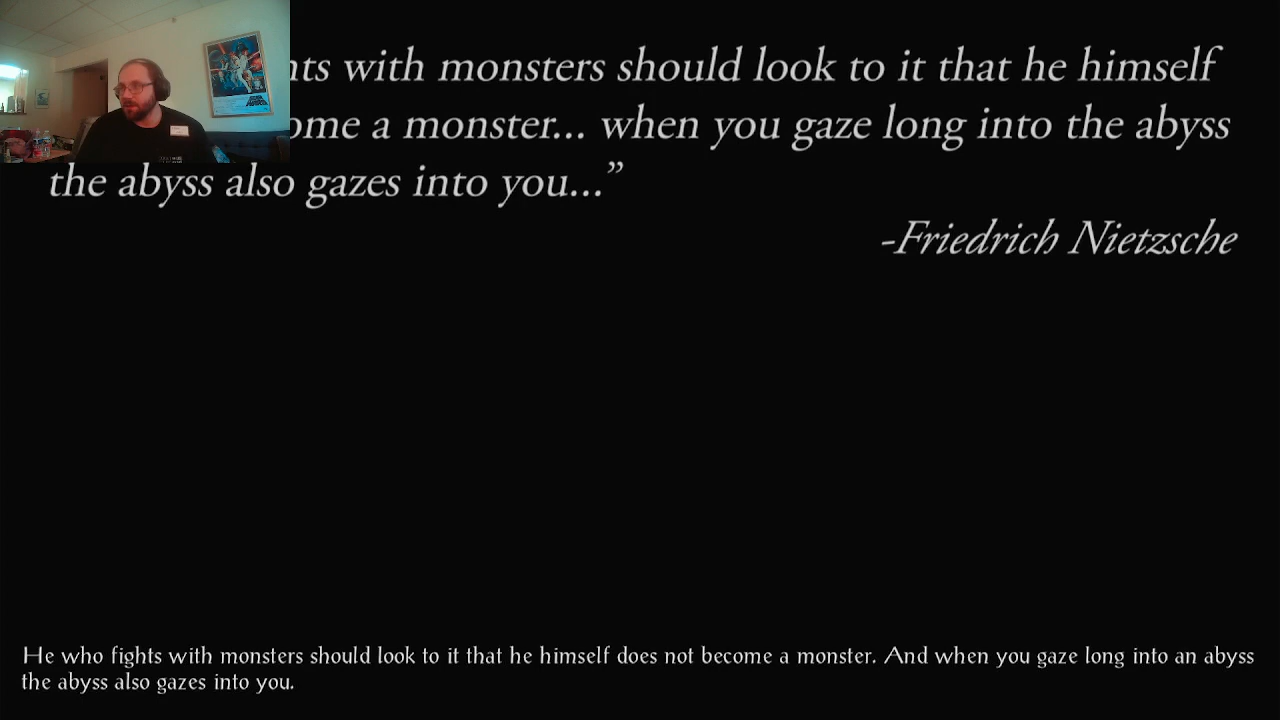 with monsters should look to it that he himself
a monster... when you gaze long into the abyss
the abyss also gazes into you...”
-Friedrich Nietzsche
He who fights with monsters should look to it that he himself does not become a monster. And when you gaze long into an abyss
the abyss also gazes into you.